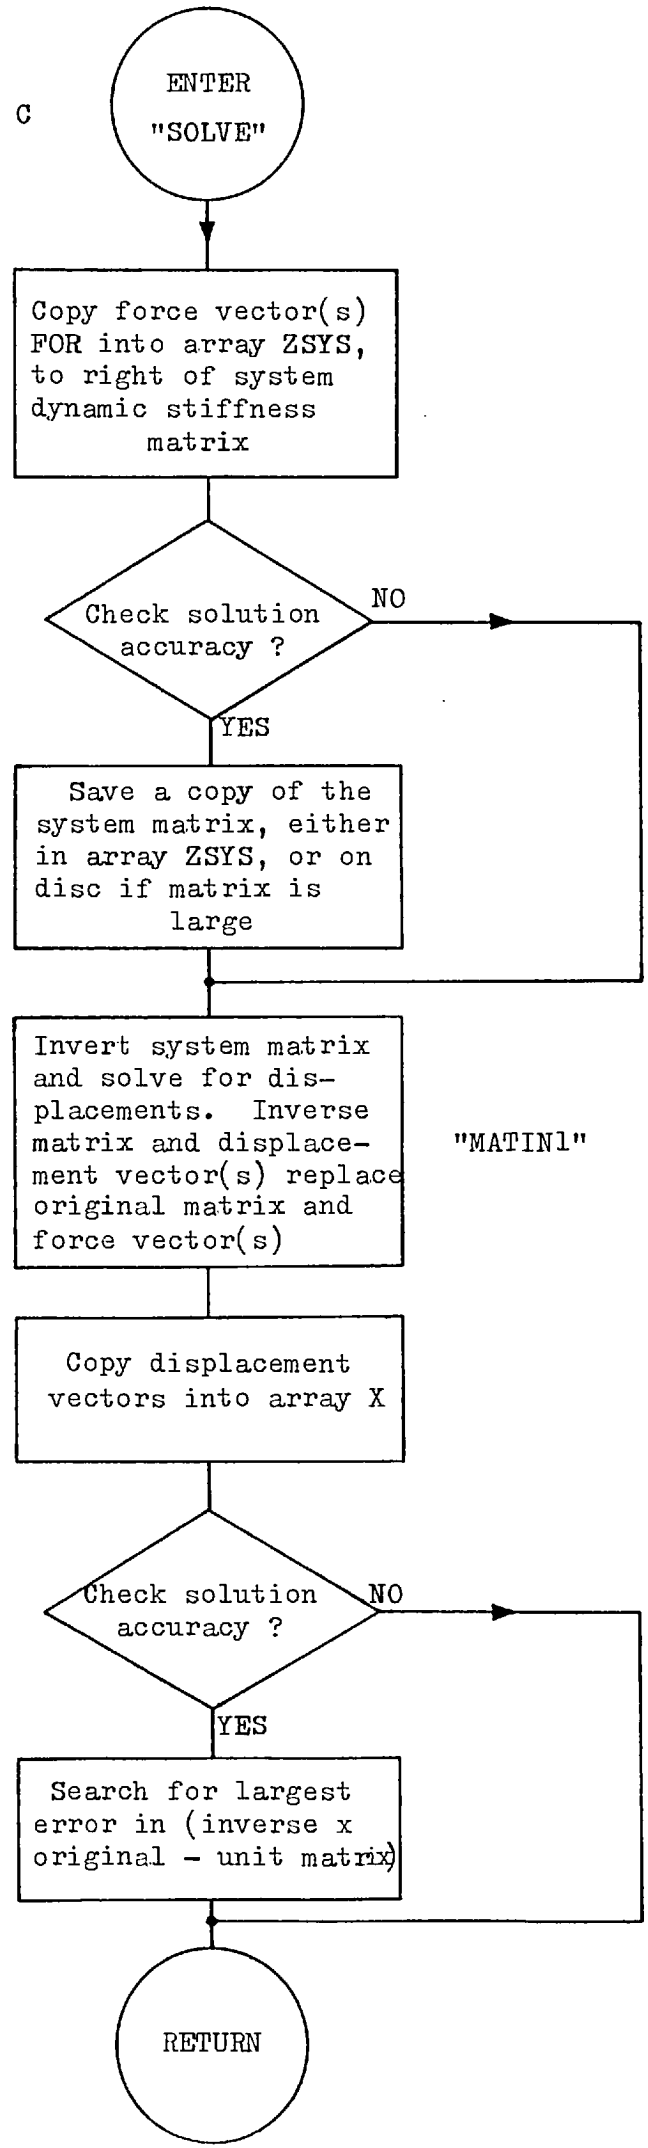 C
ENTER
"SOLVE"
Copy force vector(s)
FOR into array ZSYS,
to right of system
dynamic stiffness
matrix
Check solution
accuracy ?
NO
YES
Save a copy of the
system matrix, either
in array ZSYS, or on
disc if matrix is
large
Invert system matrix
and solve for dis-
placements. Inverse
matrix and displace-
ment vector(s) replace
original matrix and
force vector(s)
"MATIN1"
Copy displacement
vectors into array X
Check solution
accuracy ?
NO
YES
Search for largest
error in (inverse x
original - unit matrix)
RETURN